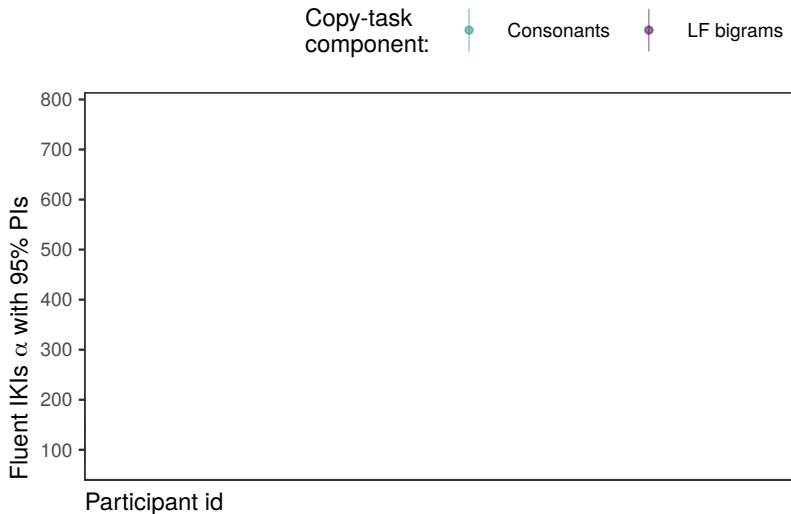 Copy-task
component:
Consonants
LF bigrams
800
700
600
500
400
300
200
100
Fluent IKIs α with 95% PIs
Participant id